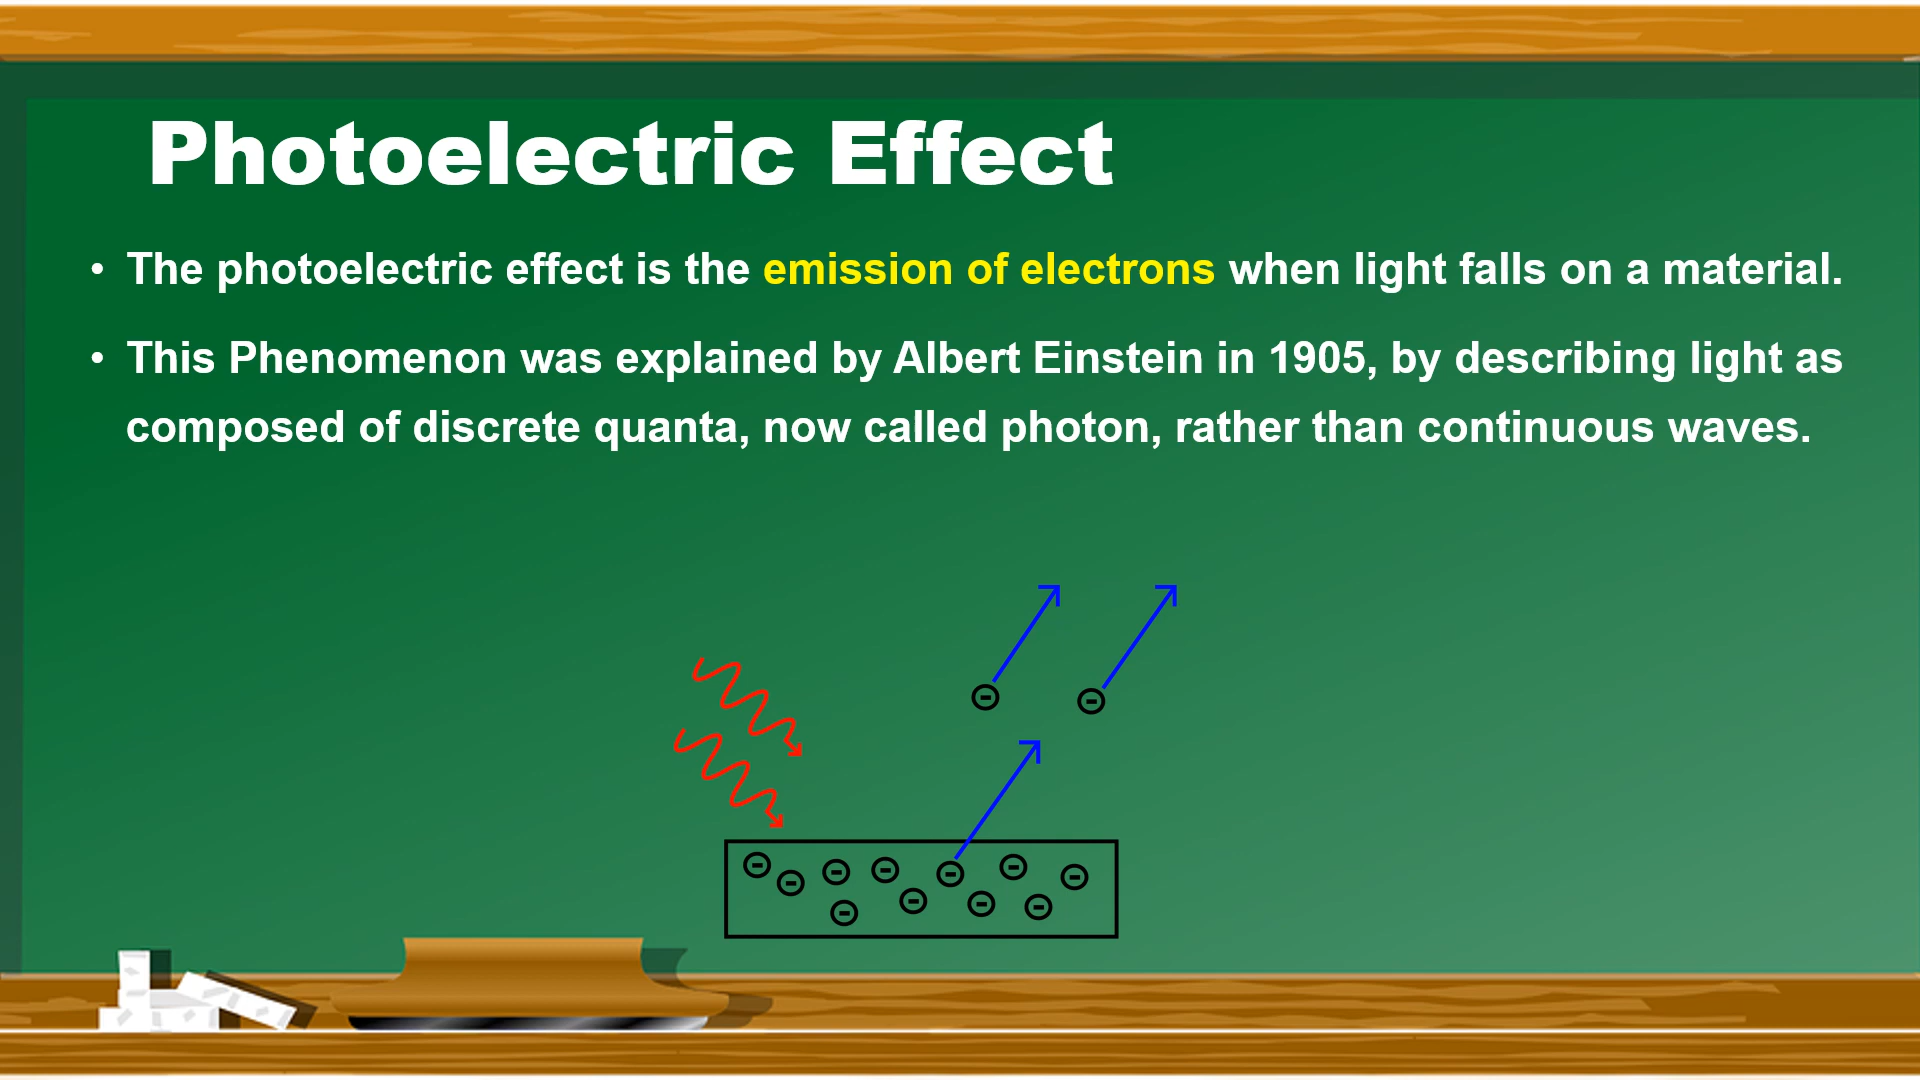 Photoelectric Effect
• The photoelectric effect is the emission of electrons when light falls on a material.
• This Phenomenon was explained by Albert Einstein in 1905, by describing light as
composed of discrete quanta, now called photon, rather than continuous waves.